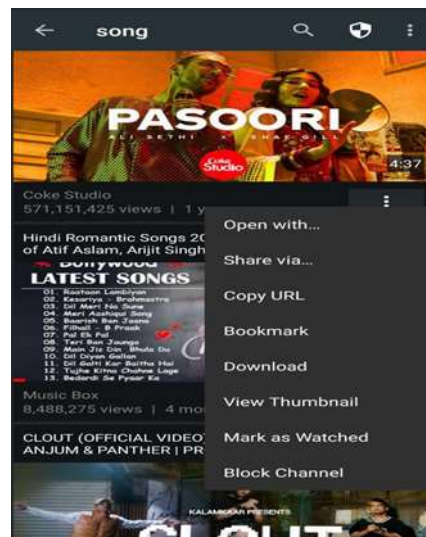 song
PASOORI
ALI SETHI X SHAE GILL
Coke
Studio
4:37
Coke Studio
571,151,425 views | 1 y
Open with...
Share via...
Copy URL
Bookmark
Download
View Thumbnail
Mark as Watched
Block Channel
Hindi Romantic Songs 20
of Atif Aslam, Arijit Singh
Bollywood
LATEST SONGS
01. Raataan Lambiyan
02. Kesariya - Brahmastra
03. Dil Meri Na Sune
04. Meri Aashiqui Song
05. Baarish Ban Jaana
06. Filhall - B Praak
07. Pal Ek Pal
08. Teri Ban Jaunga
09. Main Jis Din Bhula Du
10. Dil Diyan Gallan
11. Dil Galti Kar Baitha Hai
12. Tujhe Kitna Chahne Lage
13. Bedardi Se Pyaar Ka
Music Box
8,488,275 views | 4 mo
CLOUT (OFFICIAL VIDEO)
ANJUM & PANTHER | PR
KALAMKAAR PRESENTS
CLOUT